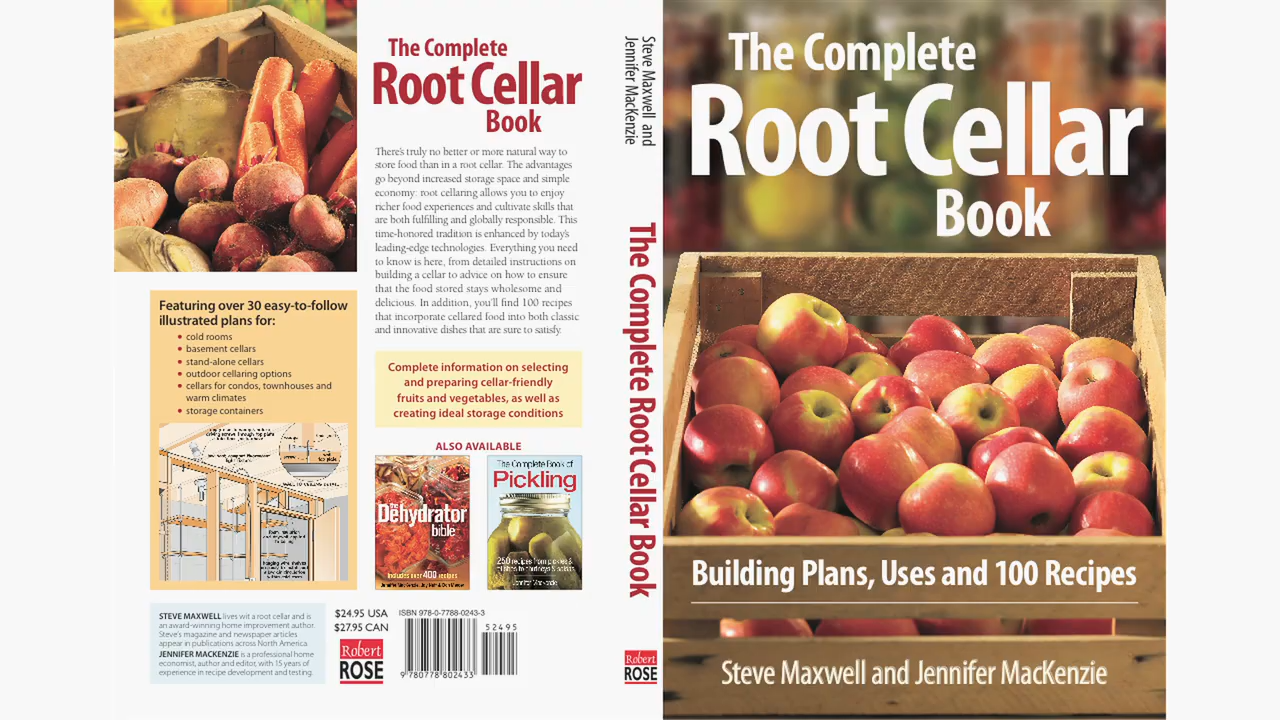 The Complete
Root Cellar
Book
There's truly no better or more natural way to
store food than in a root cellar. The advantages
go beyond increased storage space and simple
economy: root cellaring allows you to enjoy
richer food experiences and cultivate skills that
are both fulfilling and globally responsible. This
time-honored tradition is enhanced by today's
leading-edge technologies. Everything you need
to know is here, from detailed instructions on
building a cellar to advice on how to ensure
that the food stored stays wholesome and
delicious. In addition, you'll find 100 recipes
that incorporate cellared food into both classic
and innovative dishes that are sure to satisfy.
Featuring over 30 easy-to-follow
illustrated plans for:
• cold rooms
• basement cellars
• stand-alone cellars
• outdoor cellaring options
• cellars for condos, townhouses and
warm climates
• storage containers
Complete information on selecting
and preparing cellar-friendly
fruits and vegetables, as well as
creating ideal storage conditions
ALSO AVAILABLE
The
Dehydrator
bible
Includes over 400 recipes
The Complete Book of
Pickling
250 recipes from pickles &
Jennifer MacKenzie
STEVE MAXWELL lives wit a root cellar and is
an award-winning home improvement author.
Steve's magazine and newspaper articles
appear in publications across North America.
JENNIFER MACKENZIE is a professional home
economist, author and editor, with 15 years of
experience in recipe development and testing.
$24.95 USA
$27.95 CAN
Robert
ROSE
ISBN 978-0-7788-0243-3
52495
9780778802433
Steve Maxwell and
Jennifer MacKenzie
The Complete Root Cellar Book
Robert
ROSE
The Complete
Root Cellar
Book
Building Plans, Uses and 100 Recipes
Steve Maxwell and Jennifer MacKenzie